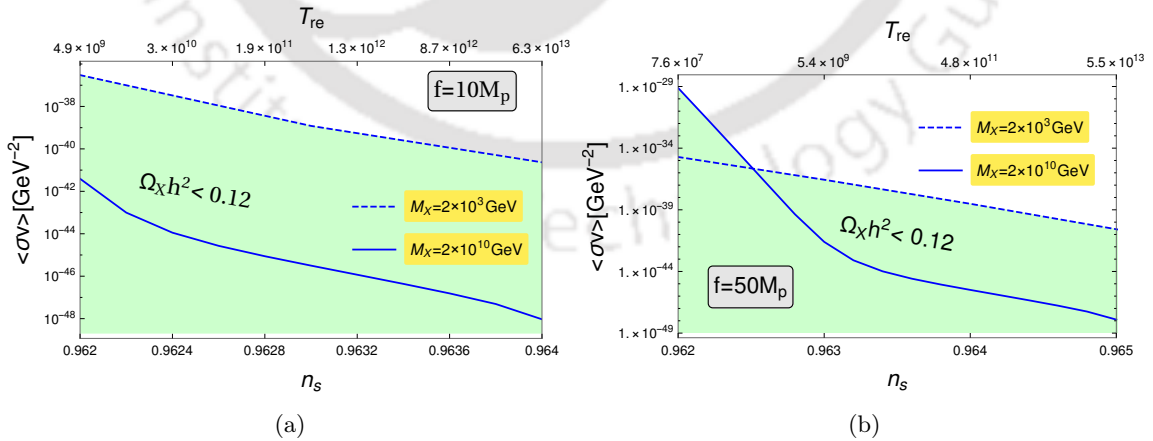 (a)
T_re
4.9 × 10^9 3. × 10^10 1.9 × 10^11 1.3 × 10^12 8.7 × 10^12 6.3 × 10^13
f=10M_p
10^-38
10^-40
10^-42
10^-44
10^-46
10^-48
<σv>[GeV^-2]
Ω_X h^2 < 0.12
M_X=2×10^3 GeV
M_X=2×10^10 GeV
0.962 0.9624 0.9628 0.9632 0.9636 0.964
n_s
(a)
(b)
T_re
7.6 × 10^7 5.4 × 10^9 4.8 × 10^11 5.5 × 10^13
1. × 10^-29
1. × 10^-34
1. × 10^-39
1. × 10^-44
1. × 10^-49
<σv>[GeV^-2]
M_X=2×10^3 GeV
M_X=2×10^10 GeV
Ω_X h^2 < 0.12
f=50M_p
0.962 0.963 0.964 0.965
n_s
(b)